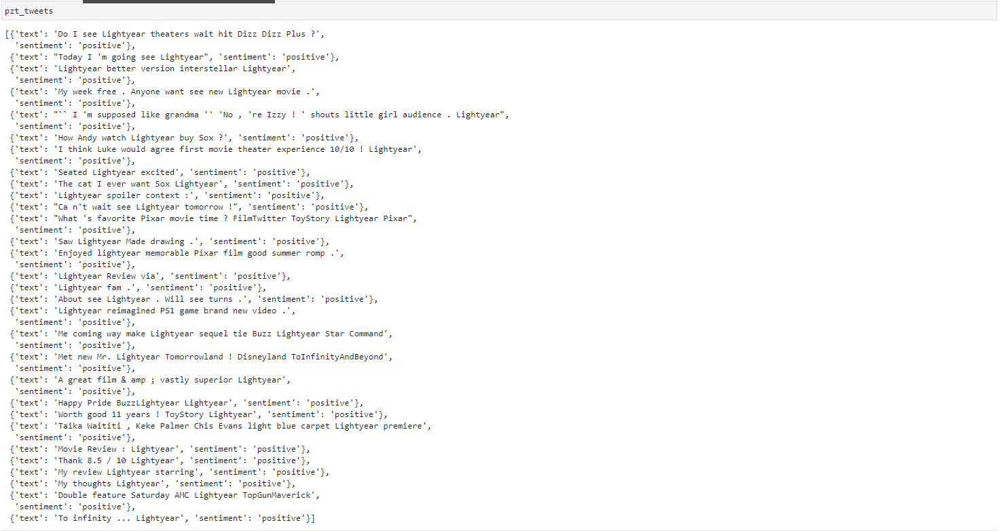 pzt_tweets
[{'text': 'Do I see Lightyear theaters wait hit Dizz Dizz Plus ?',
'sentiment': 'positive'},
{'text': "Today I 'm going see Lightyear", 'sentiment': 'positive'},
{'text': 'Lightyear better version interstellar Lightyear',
'sentiment': 'positive'},
{'text': 'My week free . Anyone want see new Lightyear movie .',
'sentiment': 'positive'},
{'text': "`` I 'm supposed like grandma '' 'No , 're Izzy ! ' shouts little girl audience . Lightyear",
'sentiment': 'positive'},
{'text': 'How Andy watch Lightyear buy Sox ?', 'sentiment': 'positive'},
{'text': 'I think Luke would agree first movie theater experience 10/10 ! Lightyear',
'sentiment': 'positive'},
{'text': 'Seated Lightyear excited', 'sentiment': 'positive'},
{'text': 'The cat I ever want Sox Lightyear', 'sentiment': 'positive'},
{'text': 'Lightyear spoiler context :', 'sentiment': 'positive'},
{'text': "Ca n't wait see Lightyear tomorrow !", 'sentiment': 'positive'},
{'text': "What 's favorite Pixar movie time ? FilmTwitter ToyStory Lightyear Pixar",
'sentiment': 'positive'},
{'text': 'Saw Lightyear Made drawing .', 'sentiment': 'positive'},
{'text': 'Enjoyed lightyear memorable Pixar film good summer romp .',
'sentiment': 'positive'},
{'text': 'Lightyear Review via', 'sentiment': 'positive'},
{'text': 'Lightyear fam .', 'sentiment': 'positive'},
{'text': 'About see Lightyear . Will see turns .', 'sentiment': 'positive'},
{'text': 'Lightyear reimagined PS1 game brand new video .',
'sentiment': 'positive'},
{'text': 'Me coming way make Lightyear sequel tie Buzz Lightyear Star Command',
'sentiment': 'positive'},
{'text': 'Met new Mr. Lightyear Tomorrowland ! Disneyland ToInfinityAndBeyond',
'sentiment': 'positive'},
{'text': 'A great film & amp ; vastly superior Lightyear',
'sentiment': 'positive'},
{'text': 'Happy Pride BuzzLightyear Lightyear', 'sentiment': 'positive'},
{'text': 'Worth good 11 years ! ToyStory Lightyear', 'sentiment': 'positive'},
{'text': 'Taika Waititi , Keke Palmer Chis Evans light blue carpet Lightyear premiere',
'sentiment': 'positive'},
{'text': 'Movie Review : Lightyear', 'sentiment': 'positive'},
{'text': 'Thank 8.5 / 10 Lightyear', 'sentiment': 'positive'},
{'text': 'My review Lightyear starring', 'sentiment': 'positive'},
{'text': 'My thoughts Lightyear', 'sentiment': 'positive'},
{'text': 'Double feature Saturday AMC Lightyear TopGunMaverick',
'sentiment': 'positive'},
{'text': 'To infinity ... Lightyear', 'sentiment': 'positive'}]